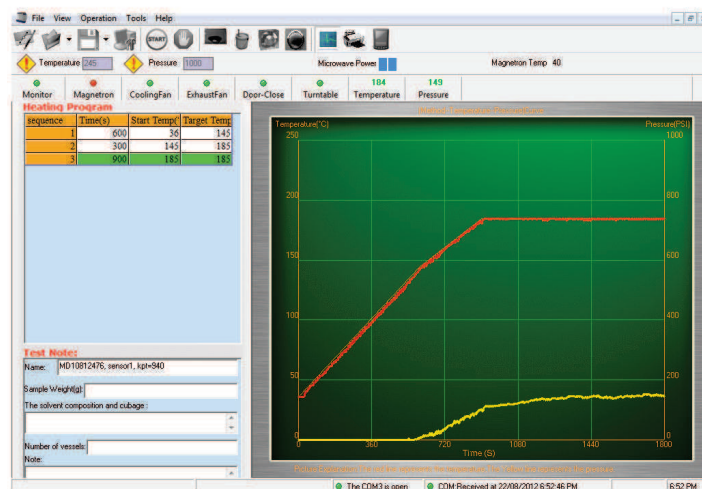 File View Operation Tools Help
START
Temperature 245 Pressure 1000 Microwave Power Magnetron Temp 40
184 149
Monitor Magnetron CoolingFan ExhaustFan Door-Close Turntable Temperature Pressure
Heating Program
sequence Time(s) Start Temp(° Target Temp
1 600 36 145
2 300 145 185
3 900 185 185
Temperature(°C) Pressure(PSI)
250 1000
200 800
150 600
100 400
50 200
0 0
0 360 720 1080 1440 1800
Time (S)
Test Note:
Name: MD10812476, sensor1, kpt=940
Sample Weight(g):
The solvent composition and cubage :
Number of vessels:
Note:
The COM3 is open COM:Received at 22/08/2012 6:52:46 PM 6:52 PM